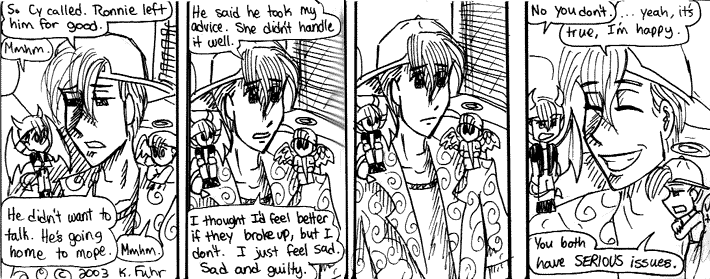 So Cy called. Ronnie left
him for good.
Mmhm.
He didn't want to
talk. He's going
home to mope.
Mmhm.
© 2003 K. Fuhr
He said he took my
advice. She didn't handle
it well.
I thought I'd feel better
if they broke up, but I
don't. I just feel sad.
Sad and guilty.
No you don't.
... yeah, it's
true, I'm happy.
You both
have SERIOUS issues.